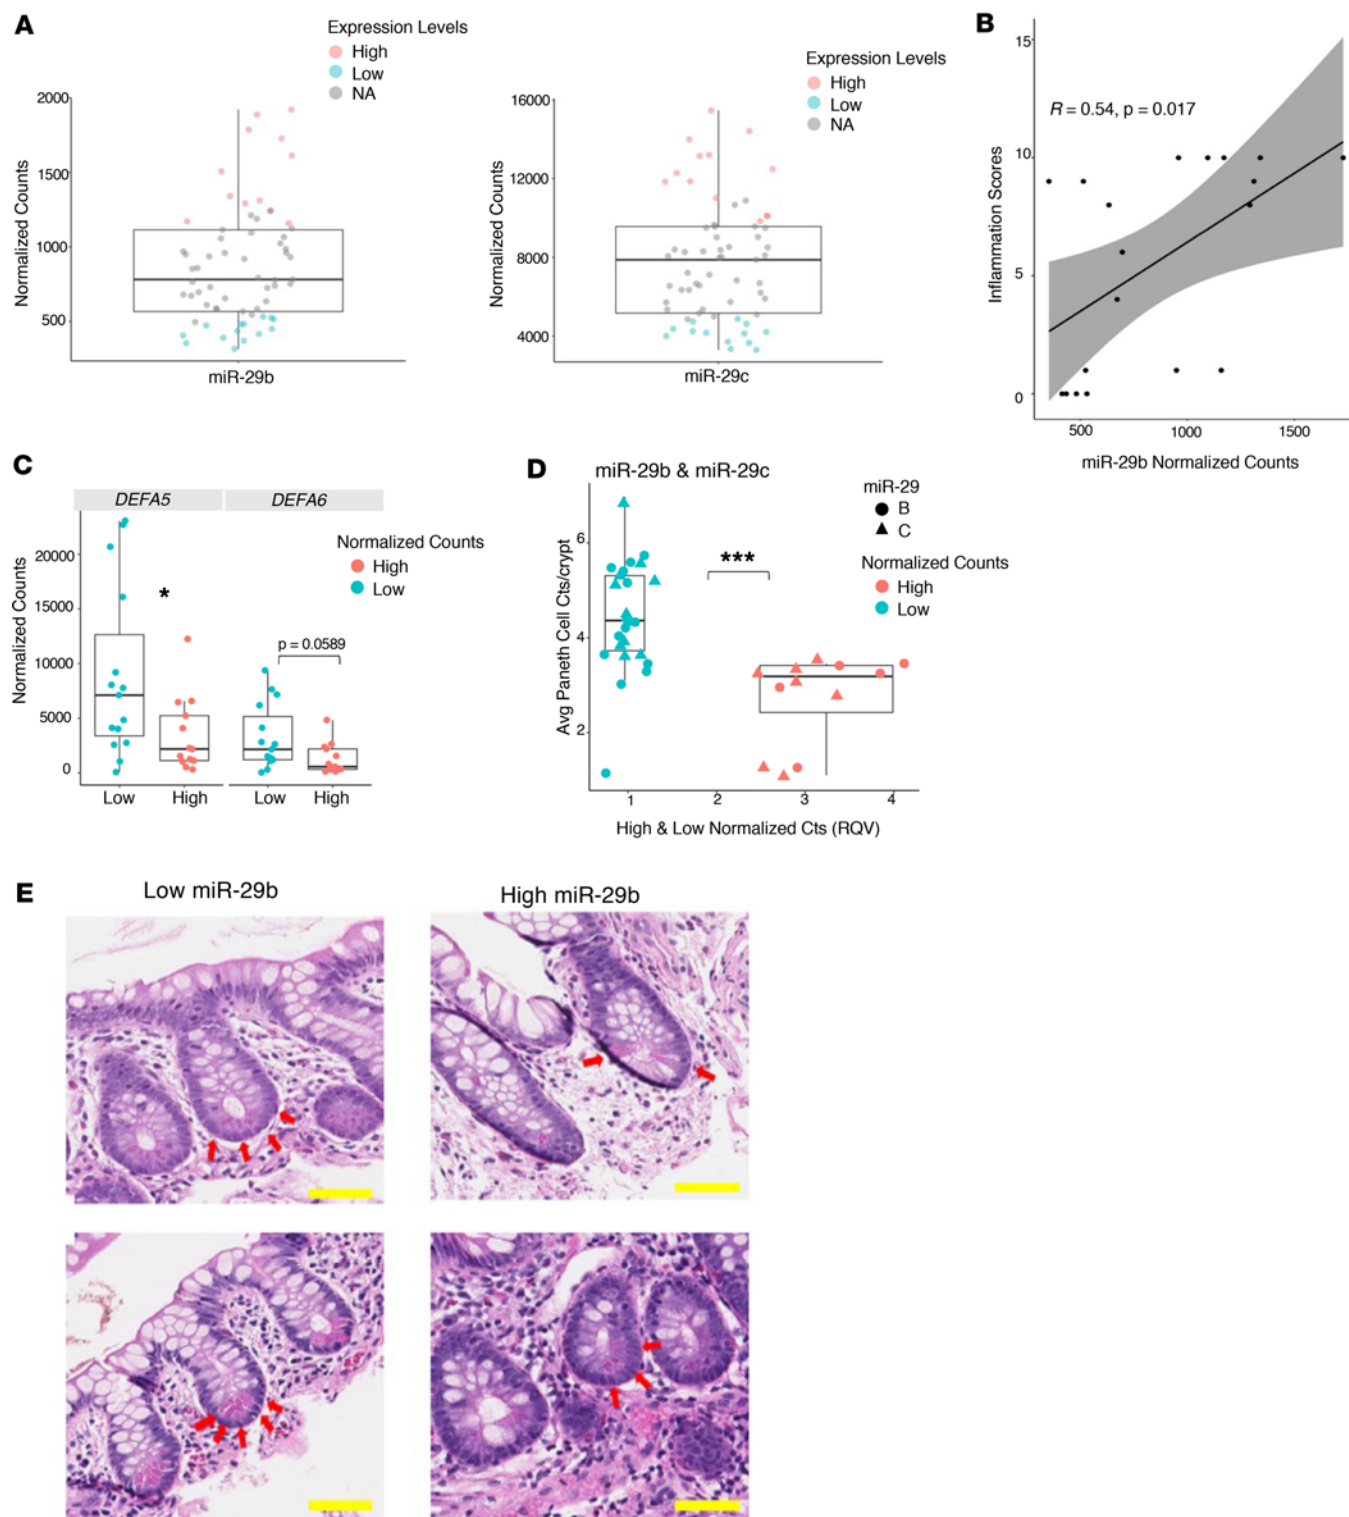 A
Expression Levels
High
Low
NA
Normalized Counts
2000
1500
1000
500
miR-29b
Expression Levels
High
Low
NA
Normalized Counts
16000
12000
8000
4000
miR-29c
B
R = 0.54, p = 0.017
Inflammation Scores
15
10
5
0
500 1000 1500
miR-29b Normalized Counts
C
DEFA5 DEFA6
Normalized Counts
High
Low
Normalized Counts
20000
15000
10000
5000
0
*
p = 0.0589
Low High Low High
D
miR-29b & miR-29c
miR-29
B
C
Normalized Counts
High
Low
***
Avg Paneth Cell Cts/crypt
6
4
2
1 2 3 4
High & Low Normalized Cts (RQV)
E
Low miR-29b
High miR-29b